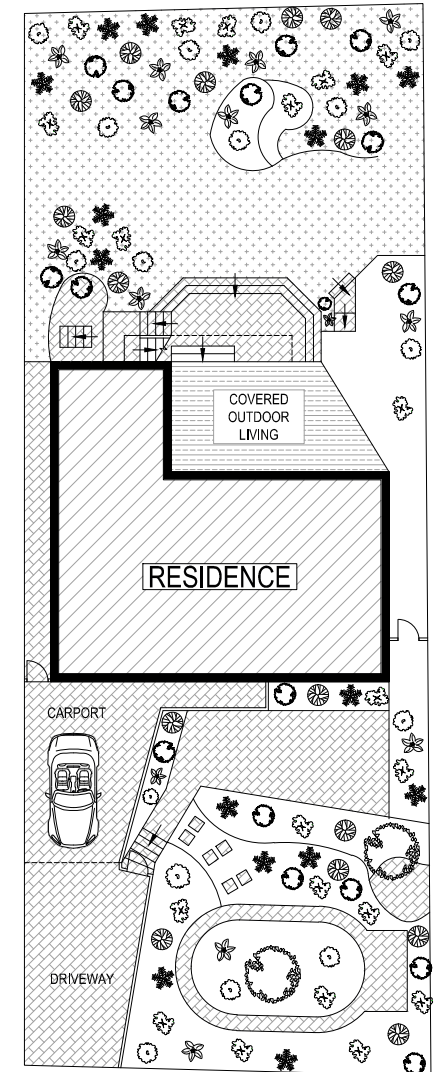 COVERED
OUTDOOR
LIVING
RESIDENCE
CARPORT
DRIVEWAY